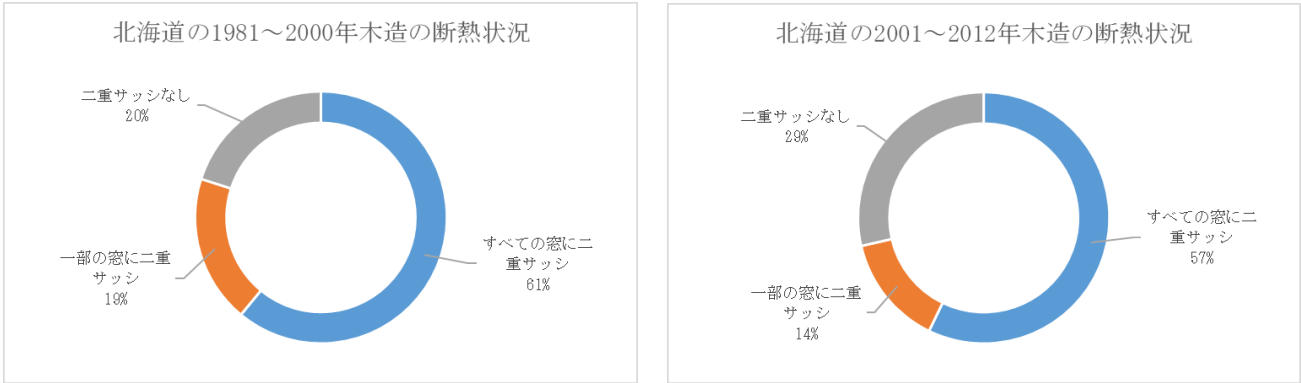 北海道の1981～2000年木造の断熱状況
二重サッシなし
20%
一部の窓に二重
サッシ
19%
すべての窓に二
重サッシ
61%
北海道の2001～2012年木造の断熱状況
二重サッシなし
29%
一部の窓に二重
サッシ
14%
すべての窓に二
重サッシ
57%